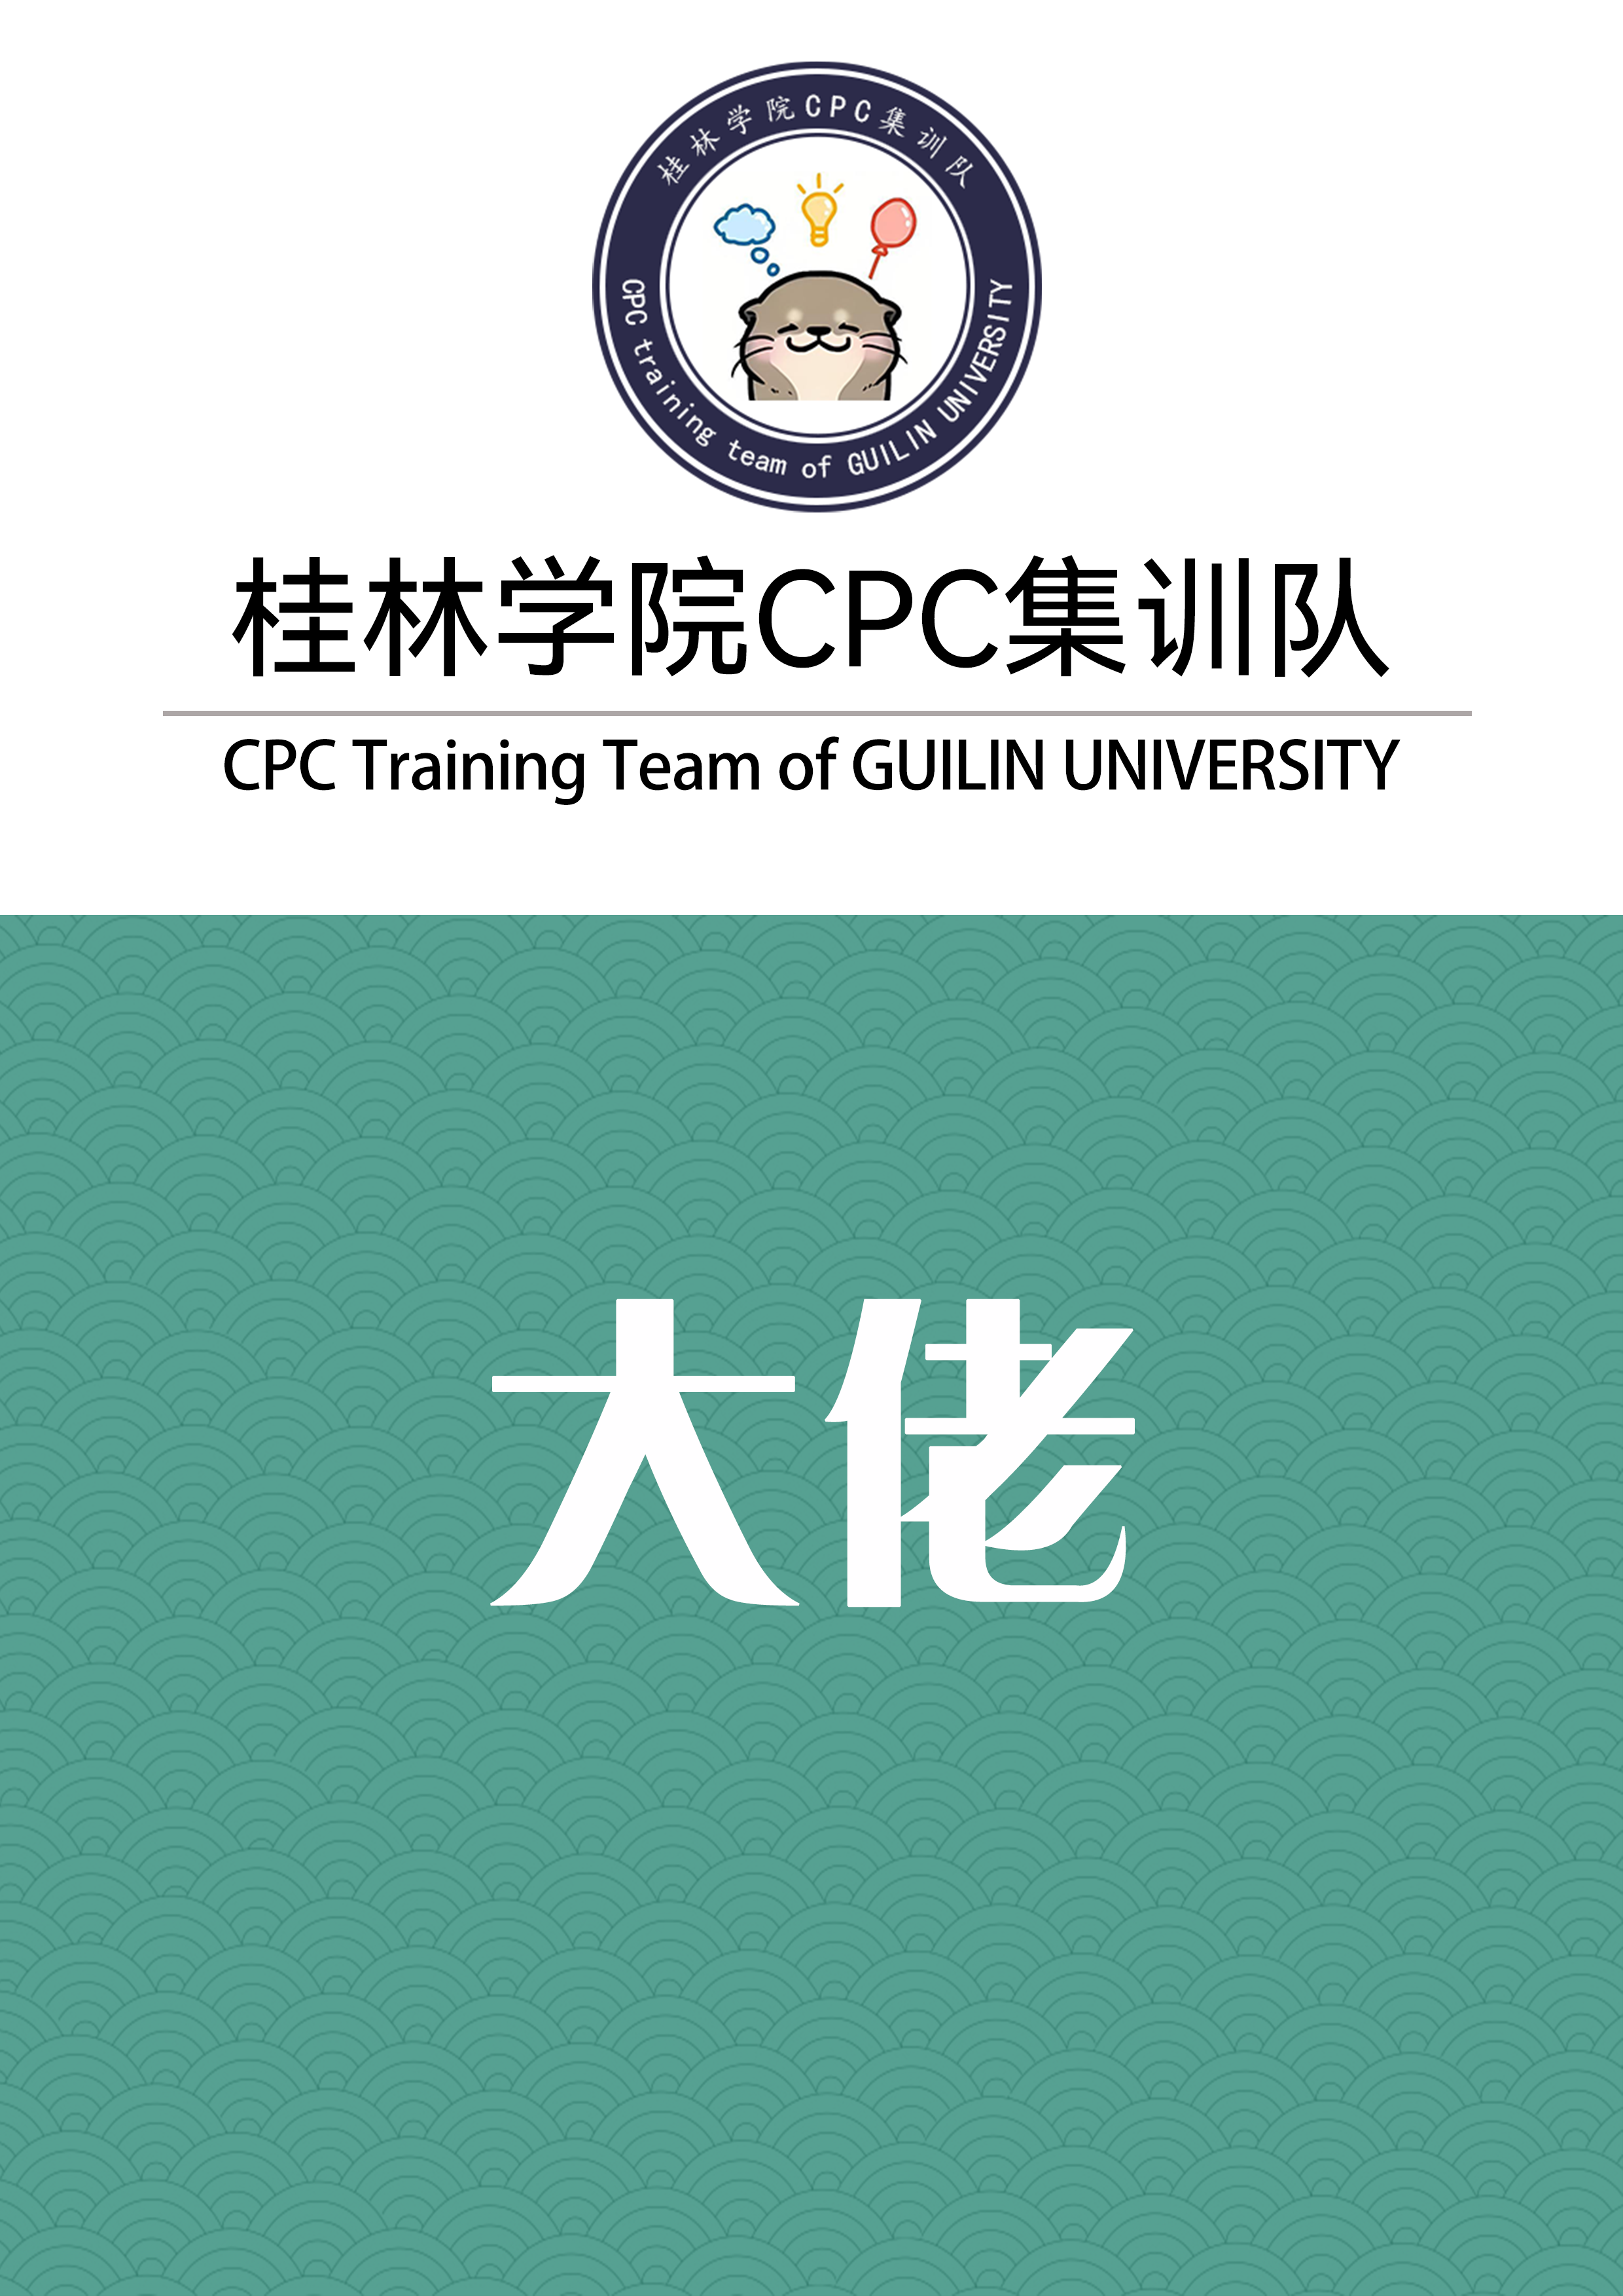 桂林学院CPC集训队
CPC training team of GUILIN UNIVERSITY
桂林学院CPC集训队
CPC Training Team of GUILIN UNIVERSITY
大佬